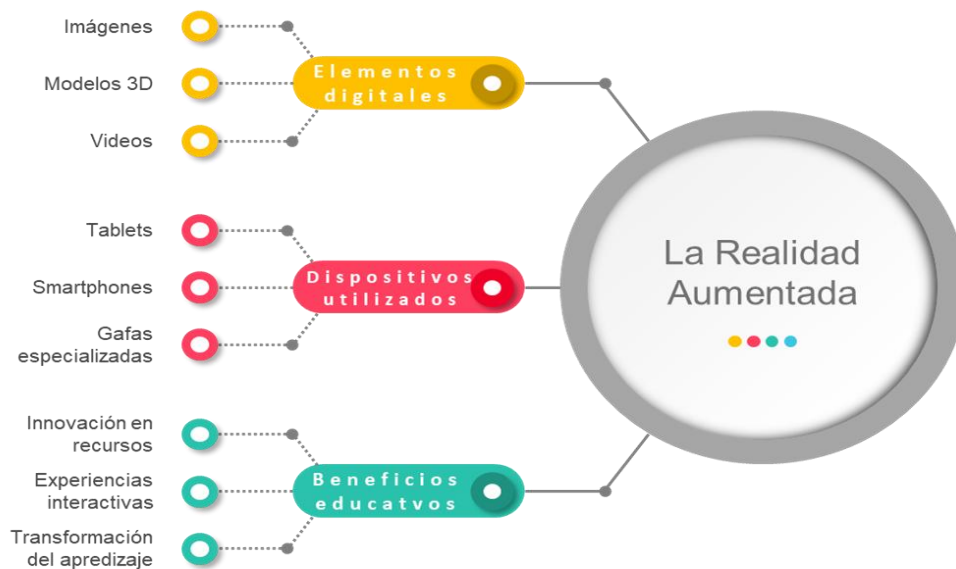 Imágenes
Modelos 3D
Videos
Elementos
digitales
Tablets
Smartphones
Gafas
especializadas
Dispositivos
utilizados
Innovación en
recursos
Experiencias
interactivas
Transformación
del apredizaje
Beneficios
educatvos
La Realidad
Aumentada